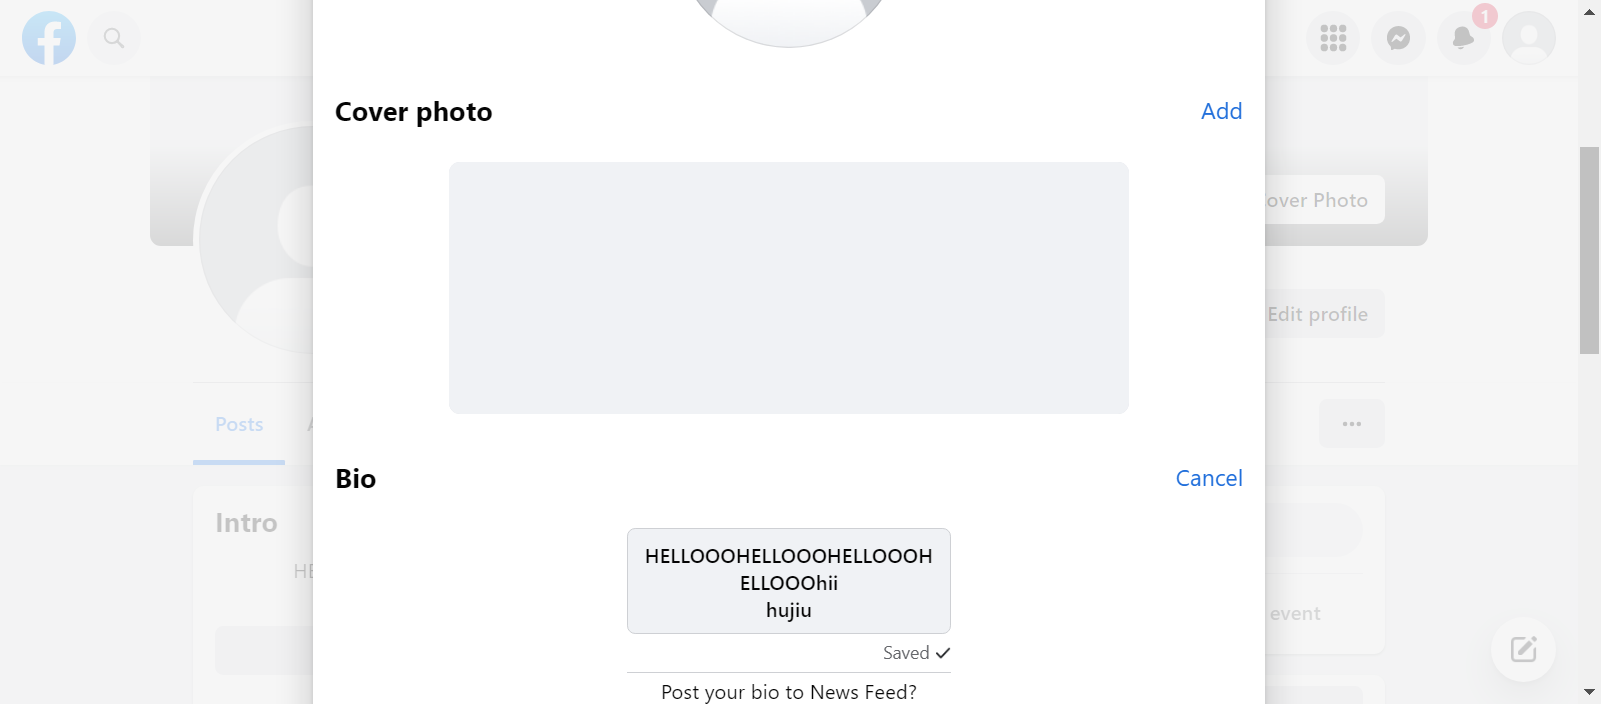 1
Cover photo
Add
over Photo
Edit profile
Posts
Bio
Cancel
Intro
HELLOOOHELLOOOHELLOOOH
ELLOOOhii
hujiu
HE
event
Saved
Post your bio to News Feed?